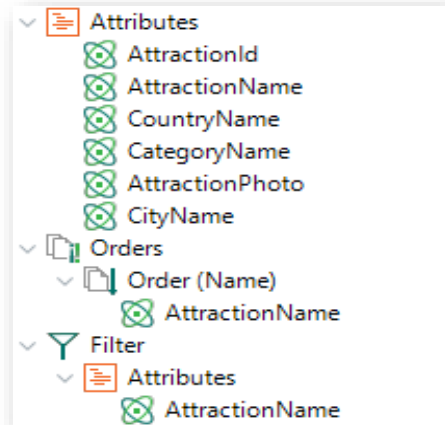 Attributes
AttractionId
AttractionName
CountryName
CategoryName
AttractionPhoto
CityName
Orders
Order (Name)
AttractionName
Filter
Attributes
AttractionName